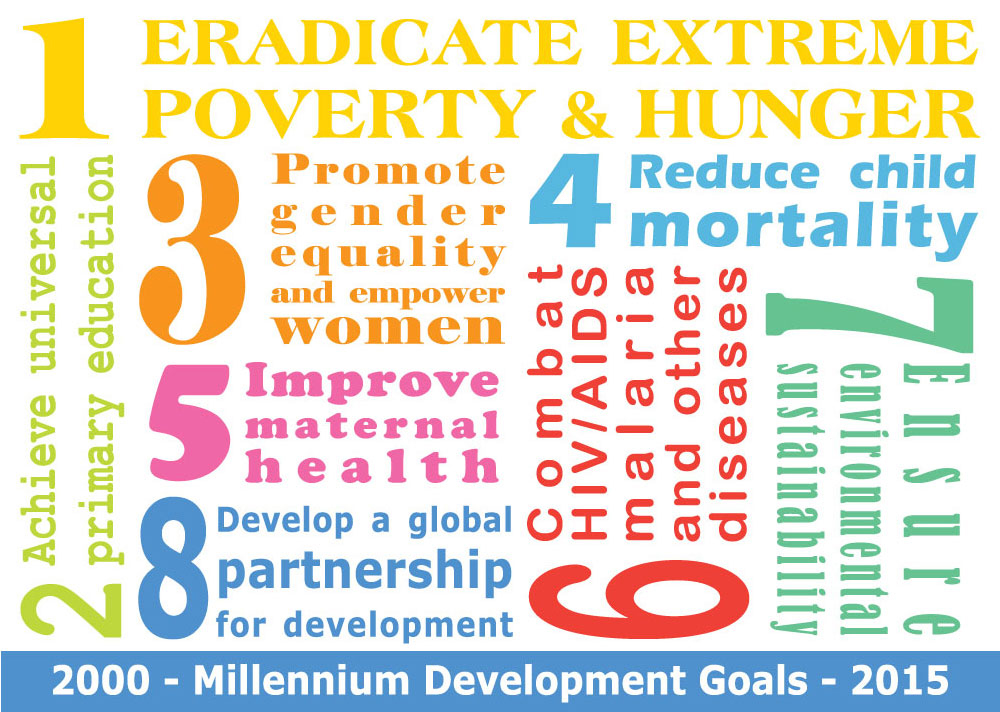 1
ERADICATE EXTREME
POVERTY & HUNGER
2
Achieve universal
primary education
3
Promote
gender
equality
and empower
women
4
Reduce child
mortality
5
Improve
maternal
health
6
Combat
HIV/AIDS
malaria
and other
diseases
7
Ensure
environmental
sustainability
8
Develop a global
partnership
for development
2000 - Millennium Development Goals - 2015